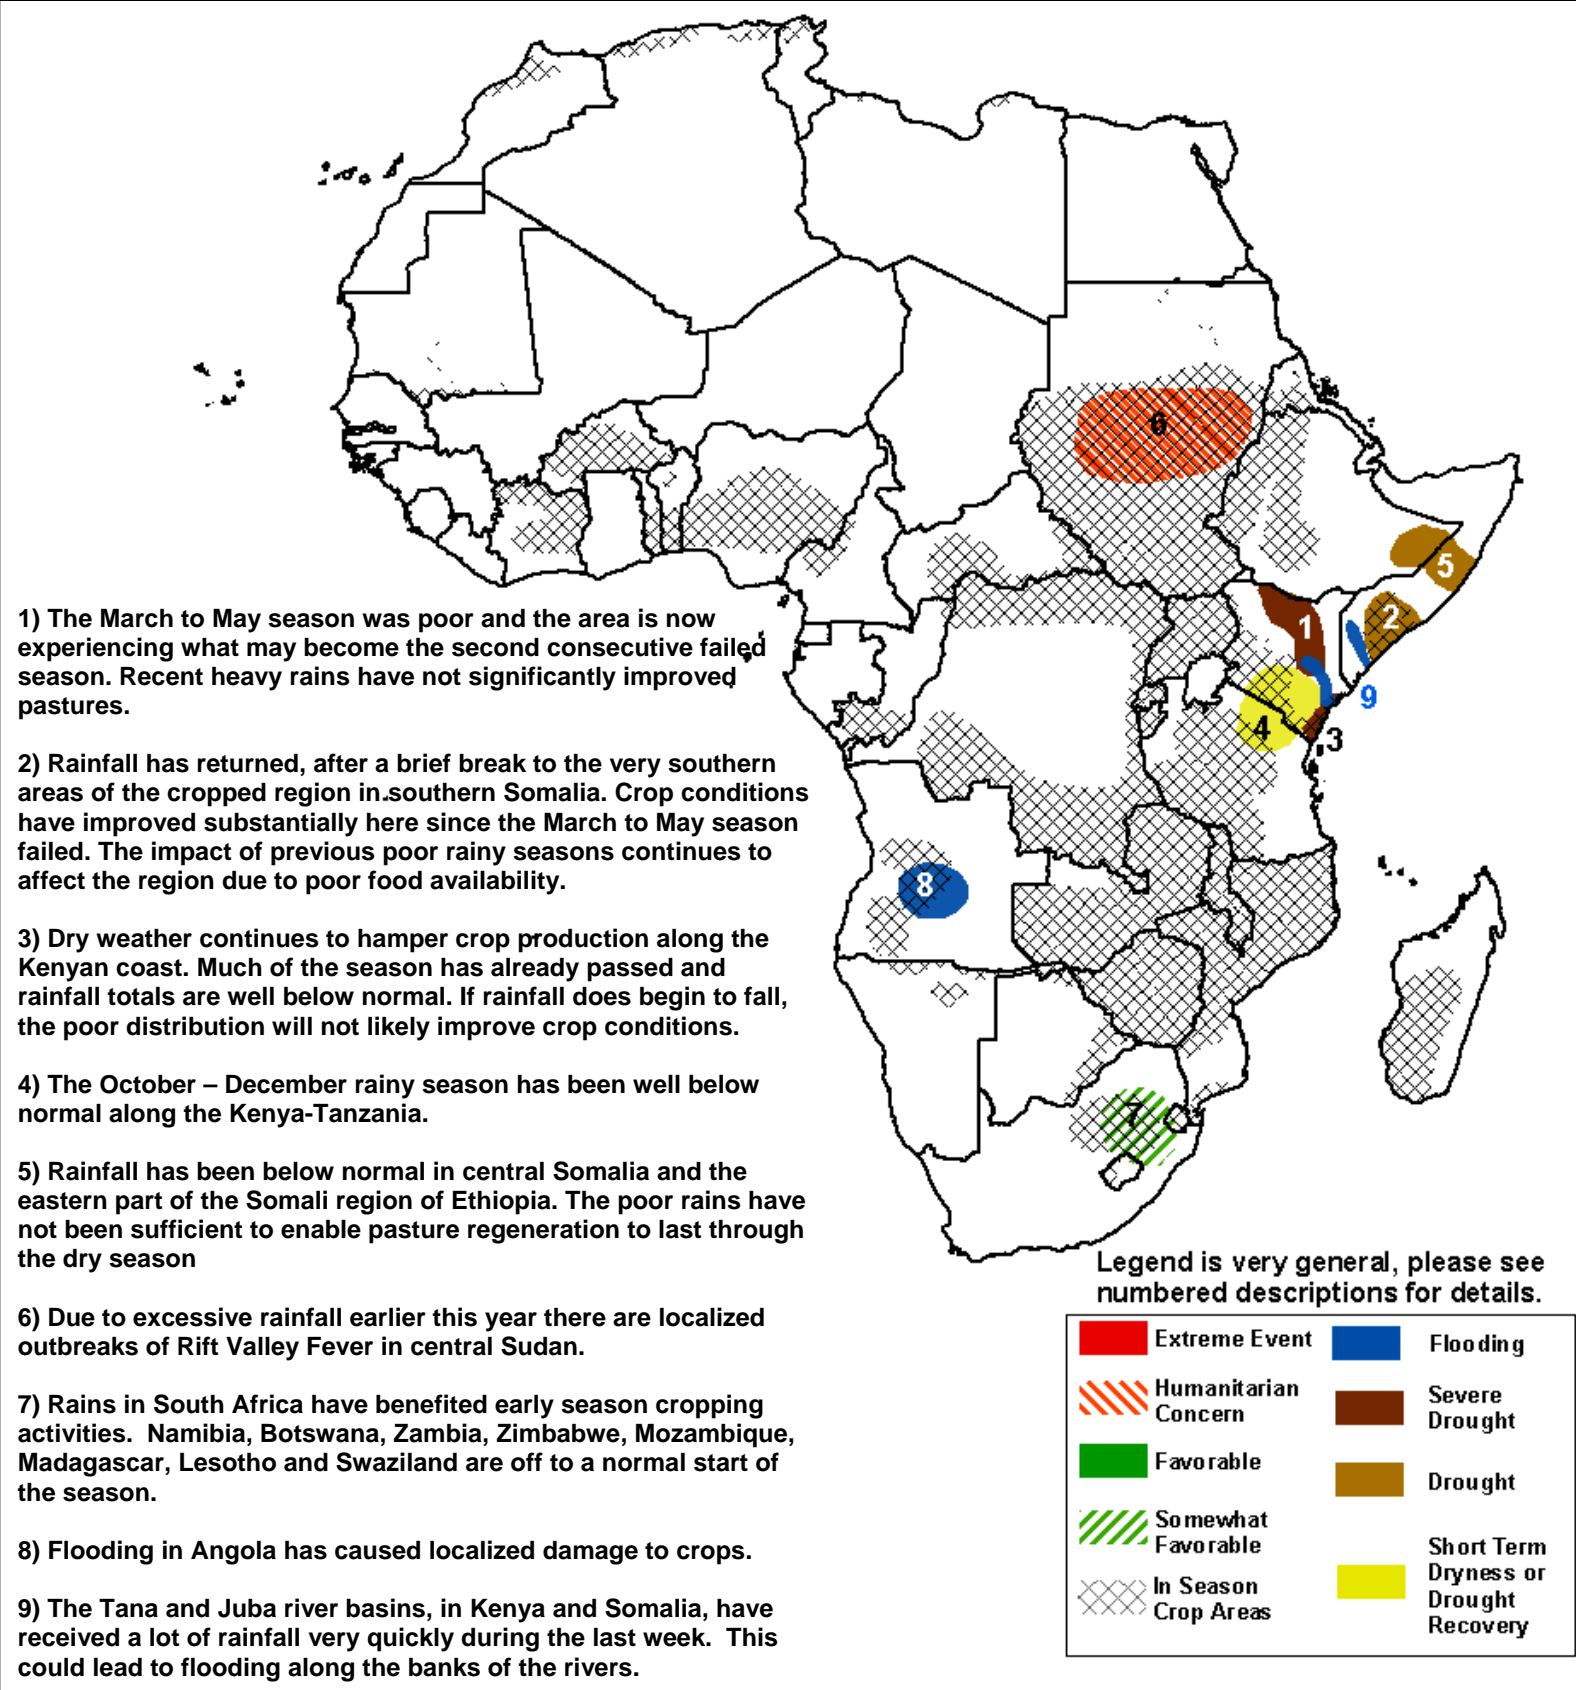 1) The March to May season was poor and the area is now
experiencing what may become the second consecutive failed
season. Recent heavy rains have not significantly improved
pastures.
2) Rainfall has returned, after a brief break to the very southern
areas of the cropped region in southern Somalia. Crop conditions
have improved substantially here since the March to May season
failed. The impact of previous poor rainy seasons continues to
affect the region due to poor food availability.
3) Dry weather continues to hamper crop production along the
Kenyan coast. Much of the season has already passed and
rainfall totals are well below normal. If rainfall does begin to fall,
the poor distribution will not likely improve crop conditions.
4) The October – December rainy season has been well below
normal along the Kenya-Tanzania.
5) Rainfall has been below normal in central Somalia and the
eastern part of the Somali region of Ethiopia. The poor rains have
not been sufficient to enable pasture regeneration to last through
the dry season
6) Due to excessive rainfall earlier this year there are localized
outbreaks of Rift Valley Fever in central Sudan.
7) Rains in South Africa have benefited early season cropping
activities.  Namibia, Botswana, Zambia, Zimbabwe, Mozambique,
Madagascar, Lesotho and Swaziland are off to a normal start of
the season.
8) Flooding in Angola has caused localized damage to crops.
9) The Tana and Juba river basins, in Kenya and Somalia, have
received a lot of rainfall very quickly during the last week.  This
could lead to flooding along the banks of the rivers.
6
5
2
1
9
4
3
8
7
Legend is very general, please see
numbered descriptions for details.
Extreme Event
Humanitarian
Concern
Favorable
Somewhat
Favorable
In Season
Crop Areas
Flooding
Severe
Drought
Drought
Short Term
Dryness or
Drought
Recovery